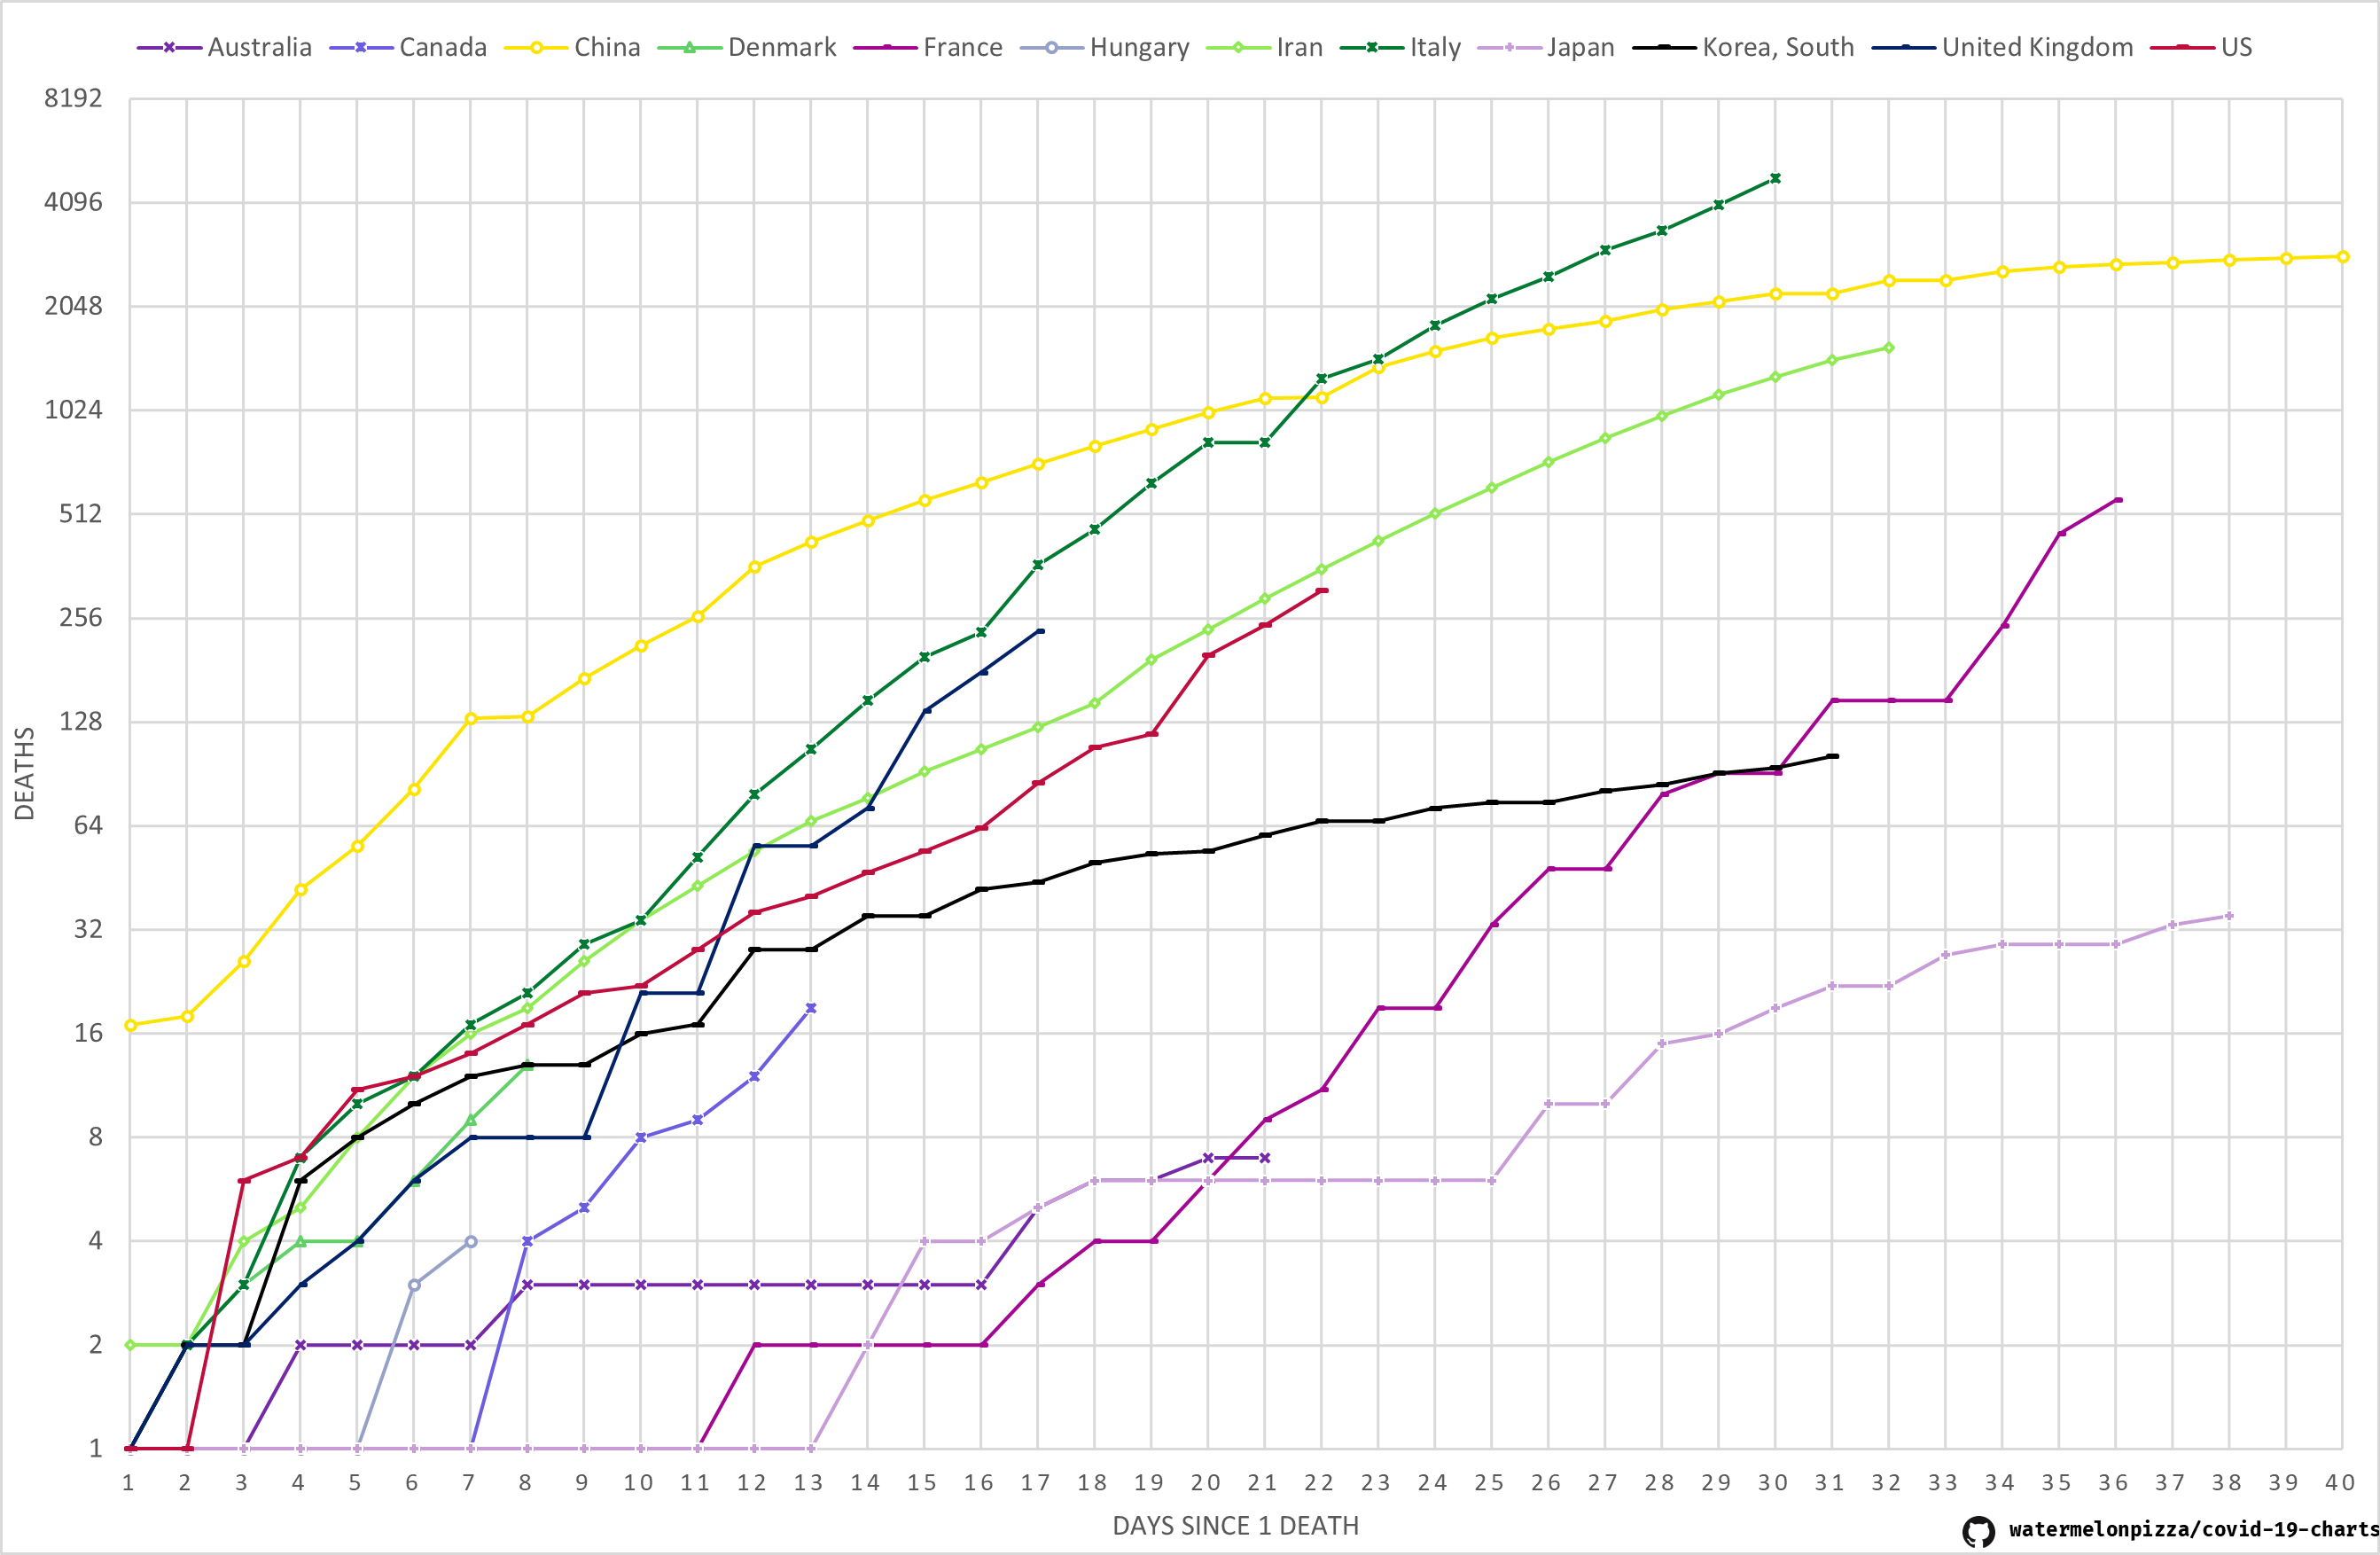 Australia Canada China Denmark France Hungary Iran Italy Japan Korea, South United Kingdom US
8192
4096
2048
1024
512
256
128
64
32
16
8
4
2
1
DEATHS
1 2 3 4 5 6 7 8 9 10 11 12 13 14 15 16 17 18 19 20 21 22 23 24 25 26 27 28 29 30 31 32 33 34 35 36 37 38 39 40
DAYS SINCE 1 DEATH
watermelonpizza/covid-19-charts